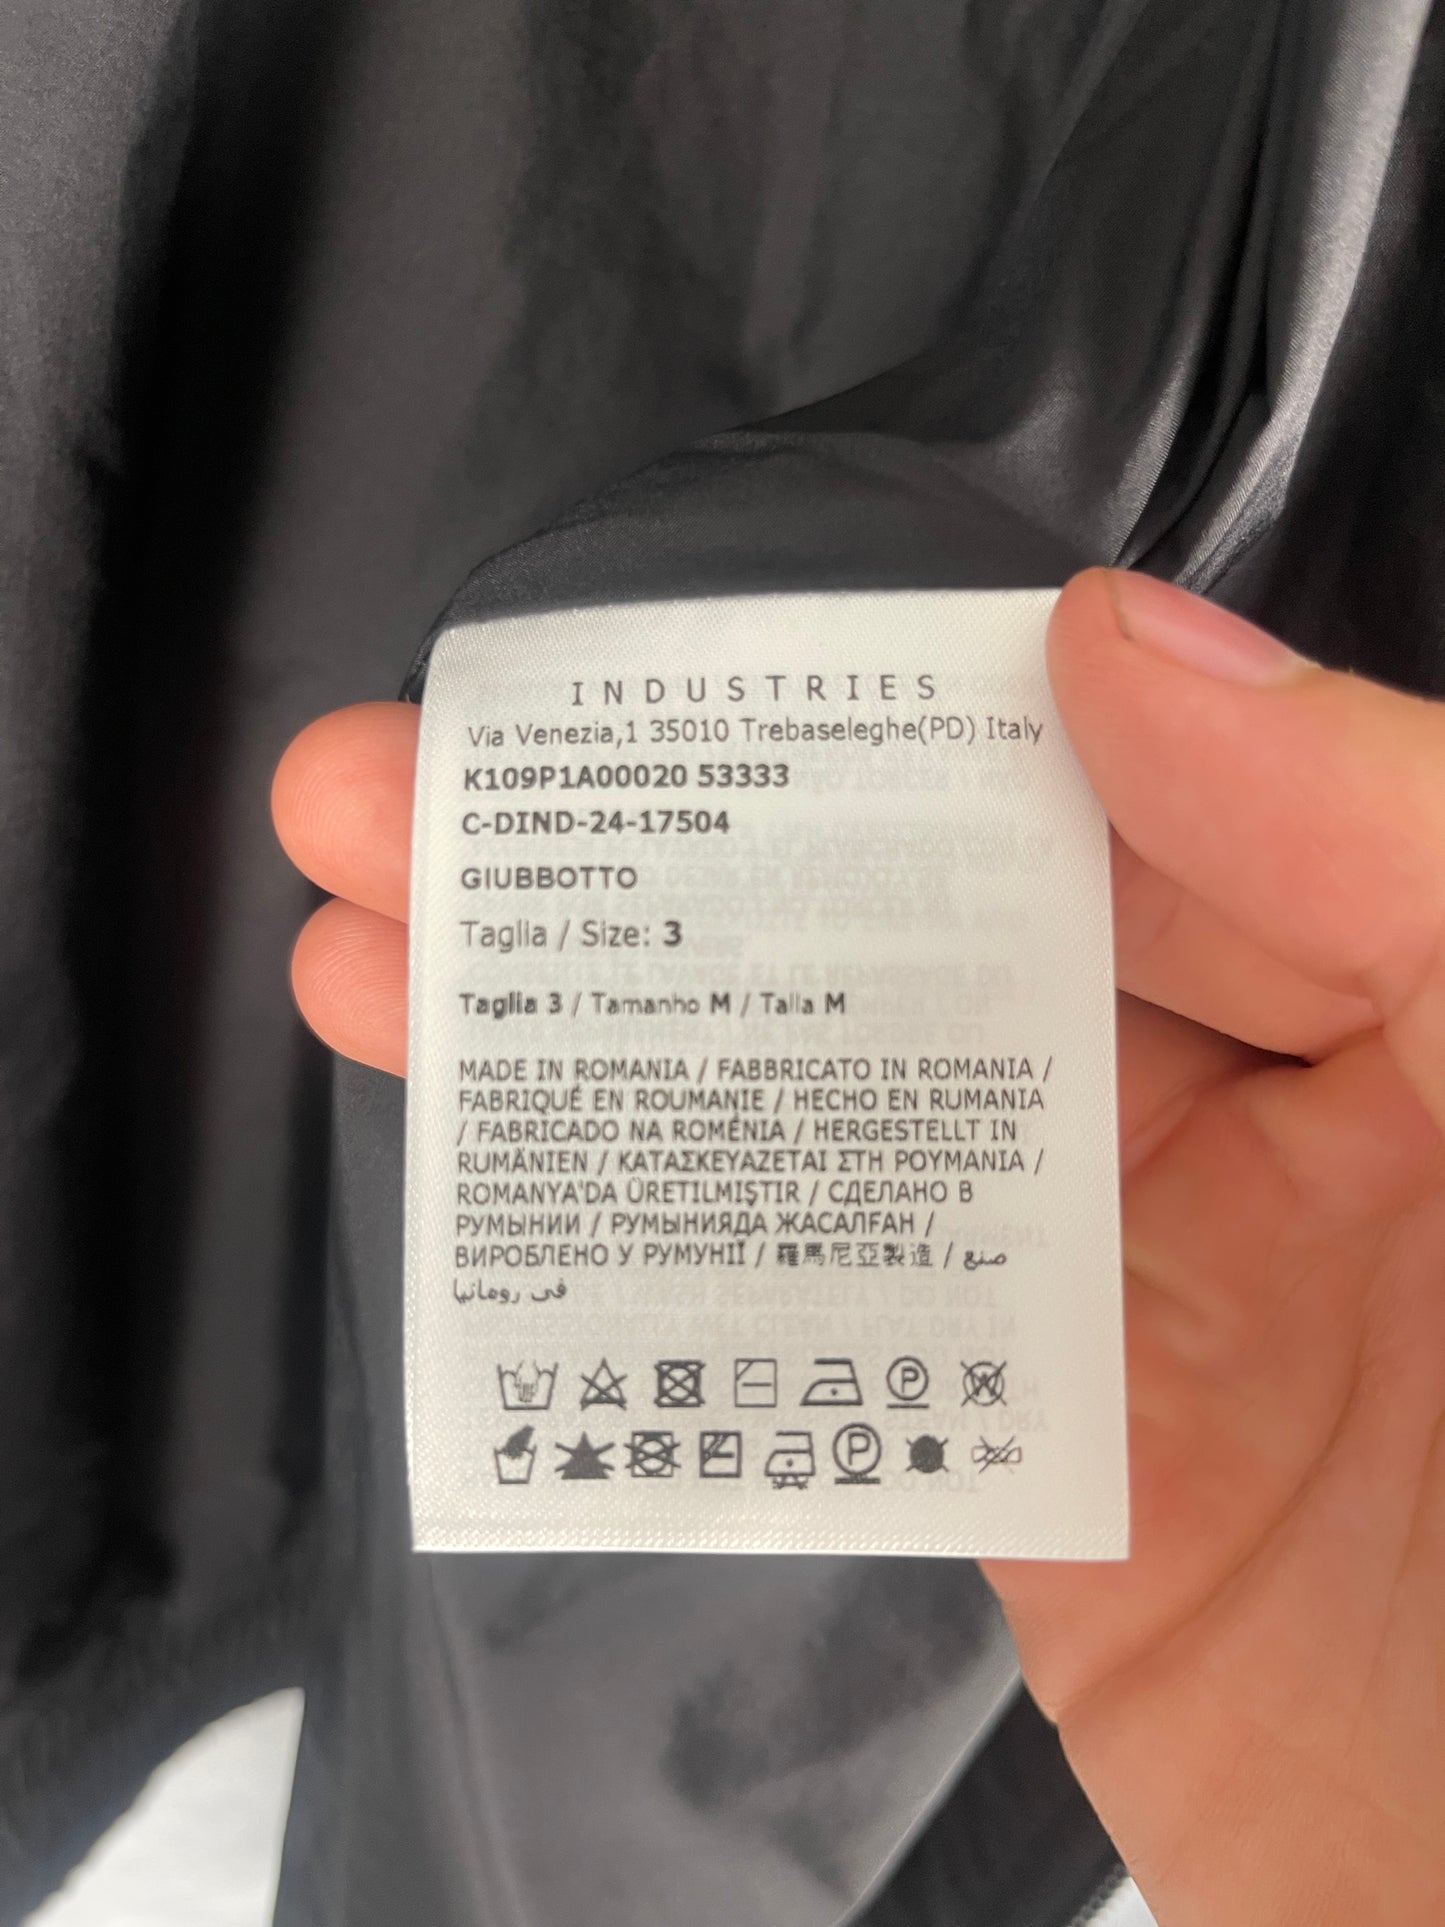 INDUSTRIES
Via Venezia,1 35010 Trebaseleghe(PD) Italy
K109P1A00020 53333
C-DIND-24-17504
GIUBBOTTO
Taglia / Size: 3
Taglia 3 / Tamanho M / Talla M
MADE IN ROMANIA / FABBRICATO IN ROMANIA /
FABRIQUÉ EN ROUMANIE / HECHO EN RUMANIA
/ FABRICADO NA ROMÉNIA / HERGESTELLT IN
RUMÄNIEN / ΚΑΤΑΣΚΕΥΑΖΕΤΑΙ ΣΤΗ ΡΟΥΜΑΝΙΑ /
ROMANYA'DA ÜRETILMIŞTIR / СДЕЛАНО В
РУМЫНИИ / РУМЫНИЯДА ЖАСАЛҒАН /
ВИРОБЛЕНО У РУМУНІЇ / 羅馬尼亞製造 / صنع
في رومانيا
P W
P